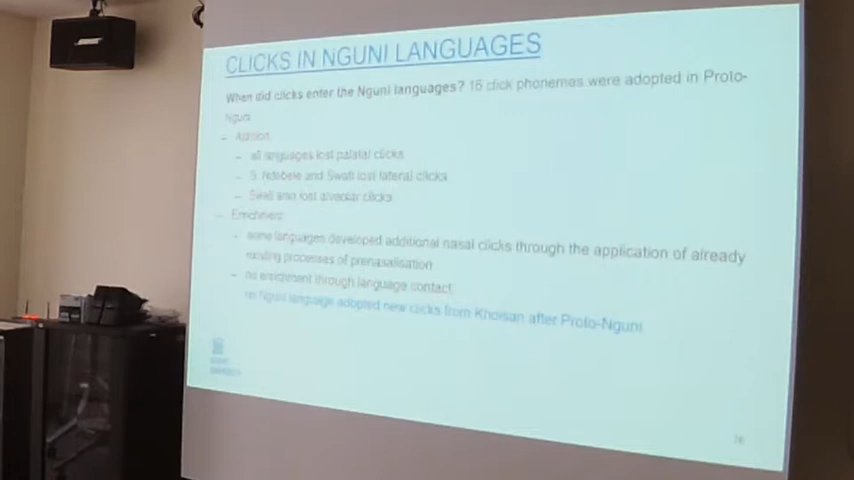 CLICKS IN NGUNI LANGUAGES
When did clicks enter the Nguni languages? 16 click phonemes were adopted in Proto-
Nguni
- Attrition:
- all languages lost palatal clicks
- S. Ndebele and Swati lost lateral clicks
- Swati also lost alveolar clicks
- Enrichment:
- some languages developed additional nasal clicks through the application of already
existing processes of prenasalisation
- no enrichment through language contact:
no Nguni language adopted new clicks from Khoisan after Proto-Nguni